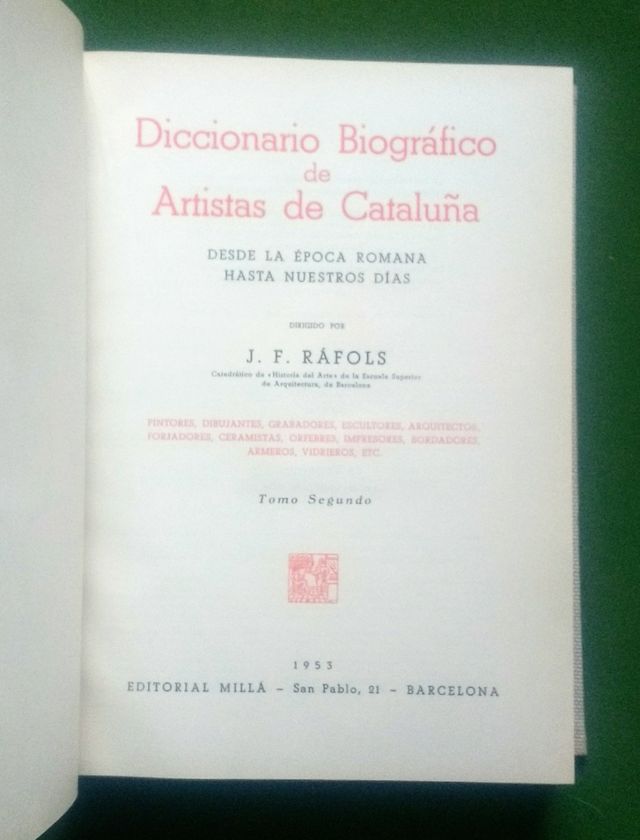 Diccionario Biográfico
de
Artistas de Cataluña
DESDE LA ÉPOCA ROMANA
HASTA NUESTROS DÍAS
DIRIGIDO POR
J. F. RÁFOLS
Catedrático de «Historia del Arte» de la Escuela Superior
de Arquitectura, de Barcelona
PINTORES, DIBUJANTES, GRABADORES, ESCULTORES, ARQUITECTOS,
FORJADORES, CERAMISTAS, ORFEBRES, IMPRESORES, BORDADORES,
ARMEROS, VIDRIEROS, ETC.
Tomo Segundo
1953
EDITORIAL MILLÁ – San Pablo, 21 – BARCELONA